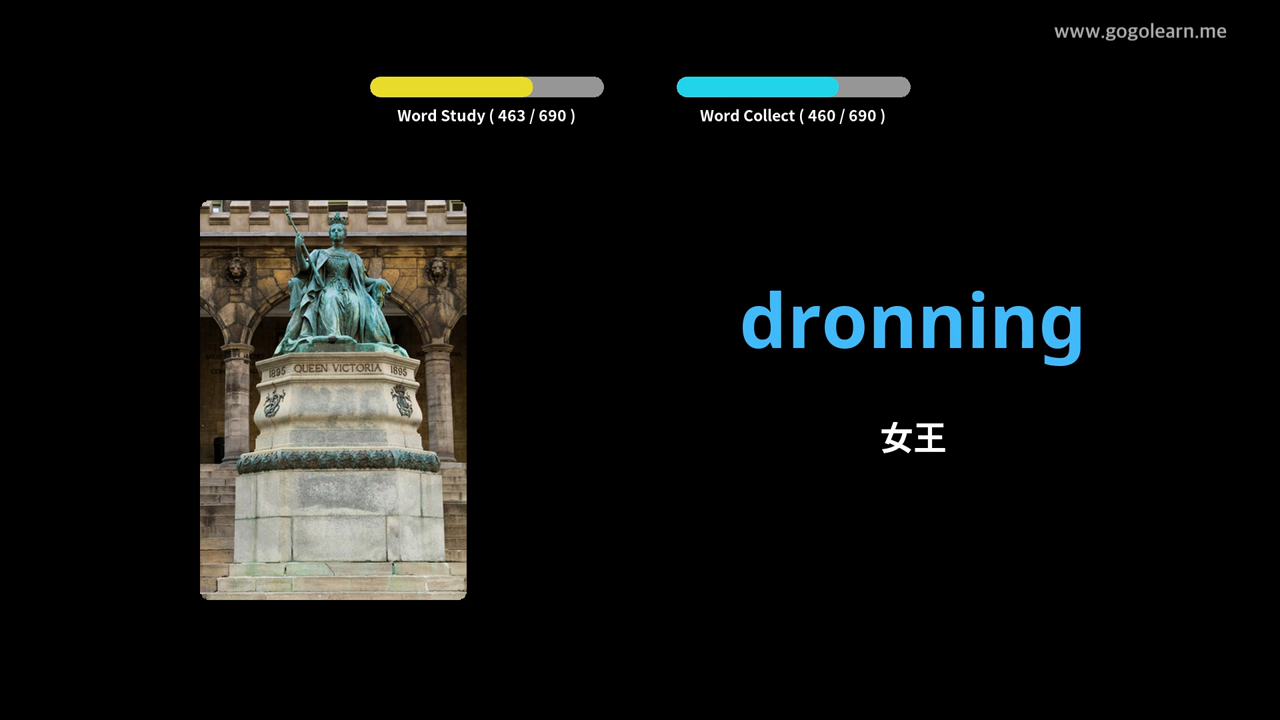 www.gogolearn.me
Word Study ( 463 / 690 )
Word Collect ( 460 / 690 )
1895 QUEEN VICTORIA 1895
dronning
女王